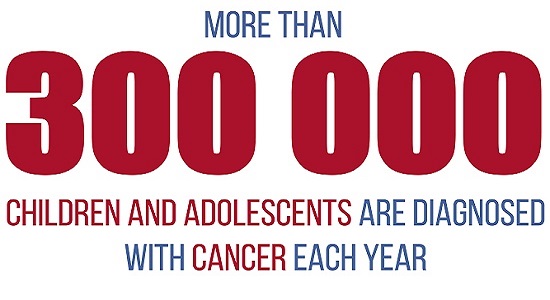 MORE THAN
300 000
CHILDREN AND ADOLESCENTS ARE DIAGNOSED
WITH CANCER EACH YEAR